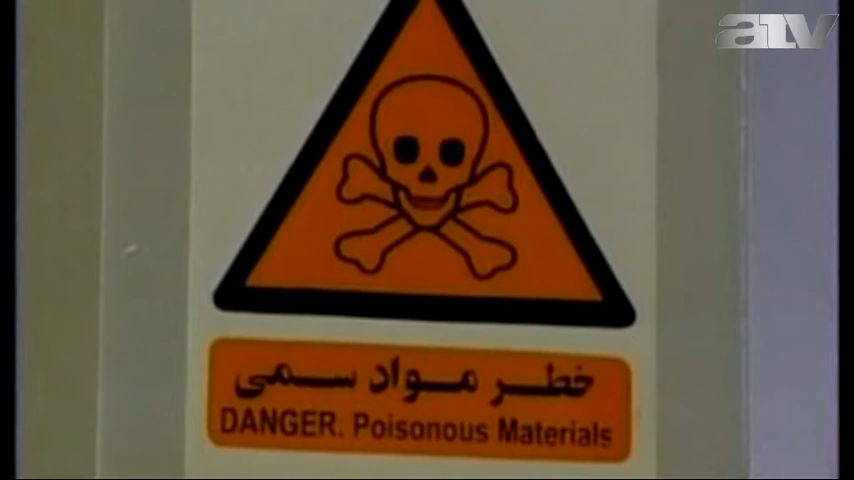 atv
خطر مواد سمی
DANGER. Poisonous Materials